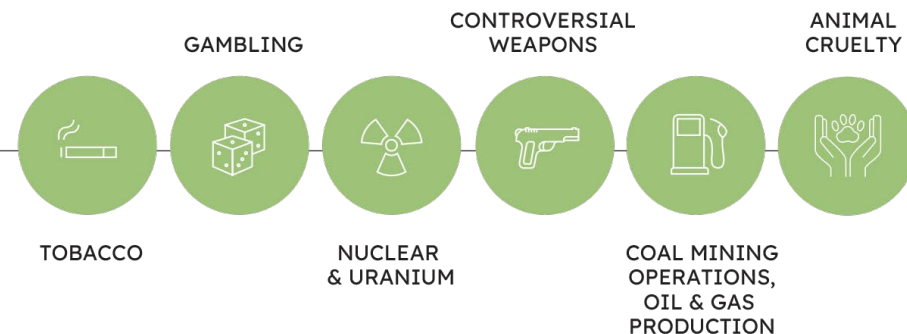 TOBACCO
GAMBLING
NUCLEAR
& URANIUM
CONTROVERSIAL
WEAPONS
COAL MINING
OPERATIONS,
OIL & GAS
PRODUCTION
ANIMAL
CRUELTY